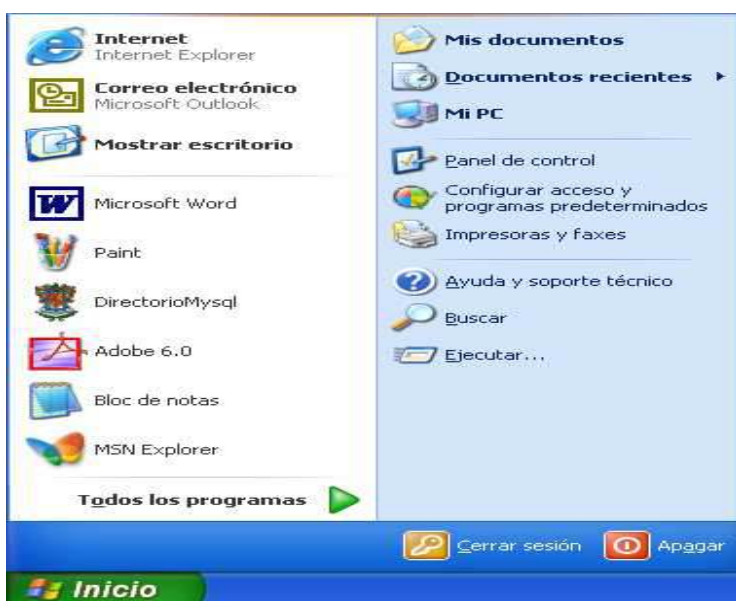 Internet
Internet Explorer
Correo electrónico
Microsoft Outlook
Mostrar escritorio
Microsoft Word
Paint
DirectorioMysql
Adobe 6.0
Bloc de notas
MSN Explorer
Todos los programas
Mis documentos
Documentos recientes
Mi PC
Panel de control
Configurar acceso y
programas predeterminados
Impresoras y faxes
Ayuda y soporte técnico
Buscar
Ejecutar...
Cerrar sesión
Apagar
Inicio